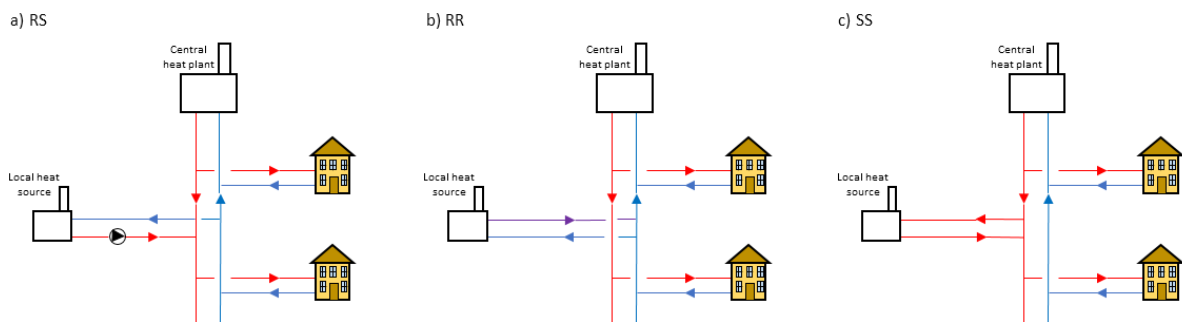 a) RS
Central
heat plant
Local heat
source
b) RR
Central
heat plant
Local heat
source
c) SS
Central
heat plant
Local heat
source